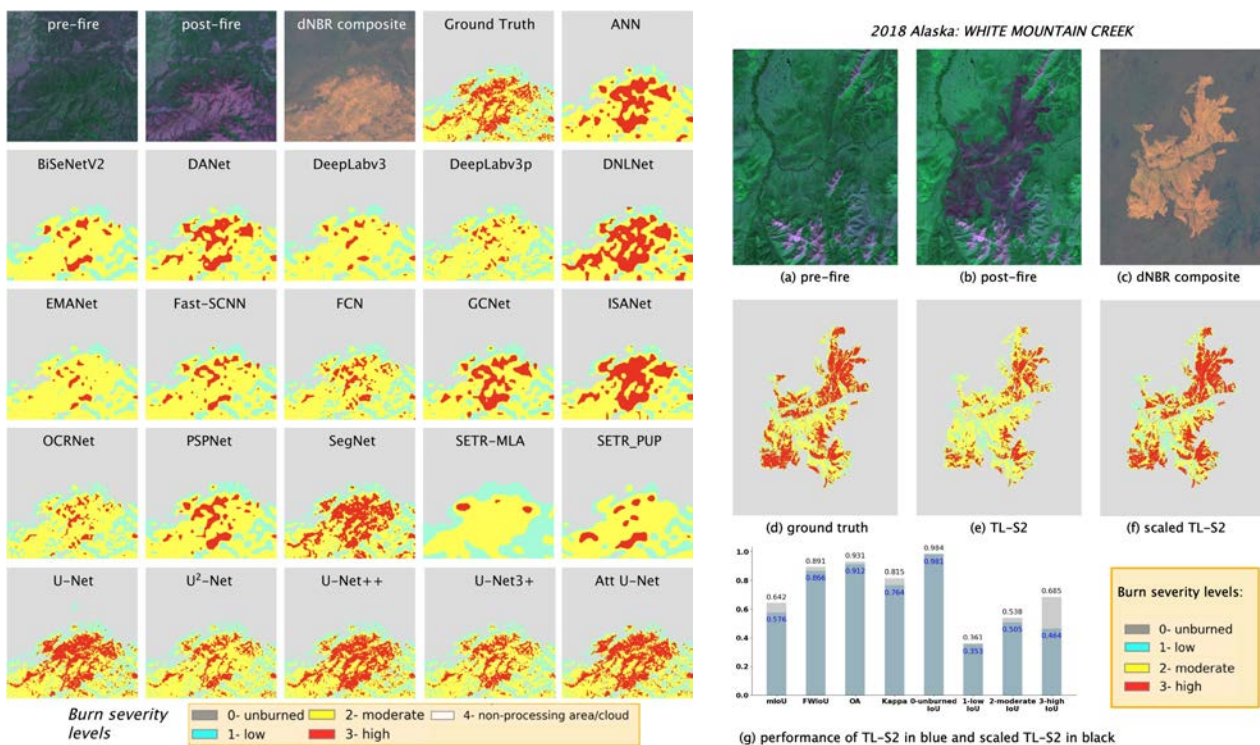 pre-fire post-fire dNBR composite Ground Truth ANN
BiSeNetV2 DANet DeepLabv3 DeepLabv3p DNLNet
EMANet Fast-SCNN FCN GCNet ISANet
OCRNet PSPNet SegNet SETR-MLA SETR_PUP
U-Net U²-Net U-Net++ U-Net3+ Att U-Net
Burn severity
levels
0- unburned 2- moderate 4- non-processing area/cloud
1- low 3- high
2018 Alaska: WHITE MOUNTAIN CREEK
(a) pre-fire (b) post-fire (c) dNBR composite
(d) ground truth (e) TL-S2 (f) scaled TL-S2
1.0
0.8
0.6
0.4
0.2
0.0
0.642 0.891 0.931 0.815 0.984 0.361 0.538 0.685
0.576 0.866 0.912 0.764 0.981 0.353 0.505 0.464
mIoU FWIoU OA Kappa 0-unburned 1-low 2-moderate 3-high
IoU IoU IoU IoU
Burn severity levels:
0- unburned
1- low
2- moderate
3- high
(g) performance of TL-S2 in blue and scaled TL-S2 in black